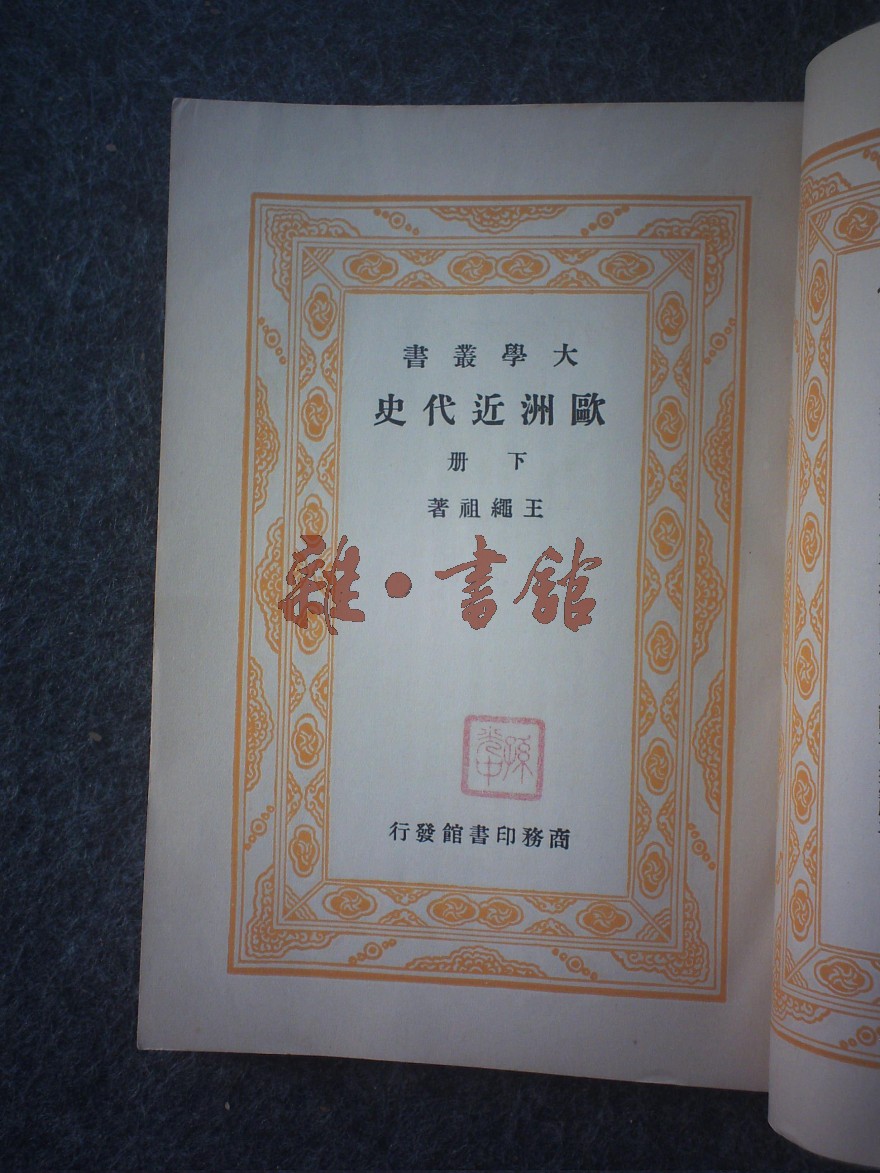 大學叢書
歐洲近代史
下册
王繩祖著
雜·書館
商務印書館發行